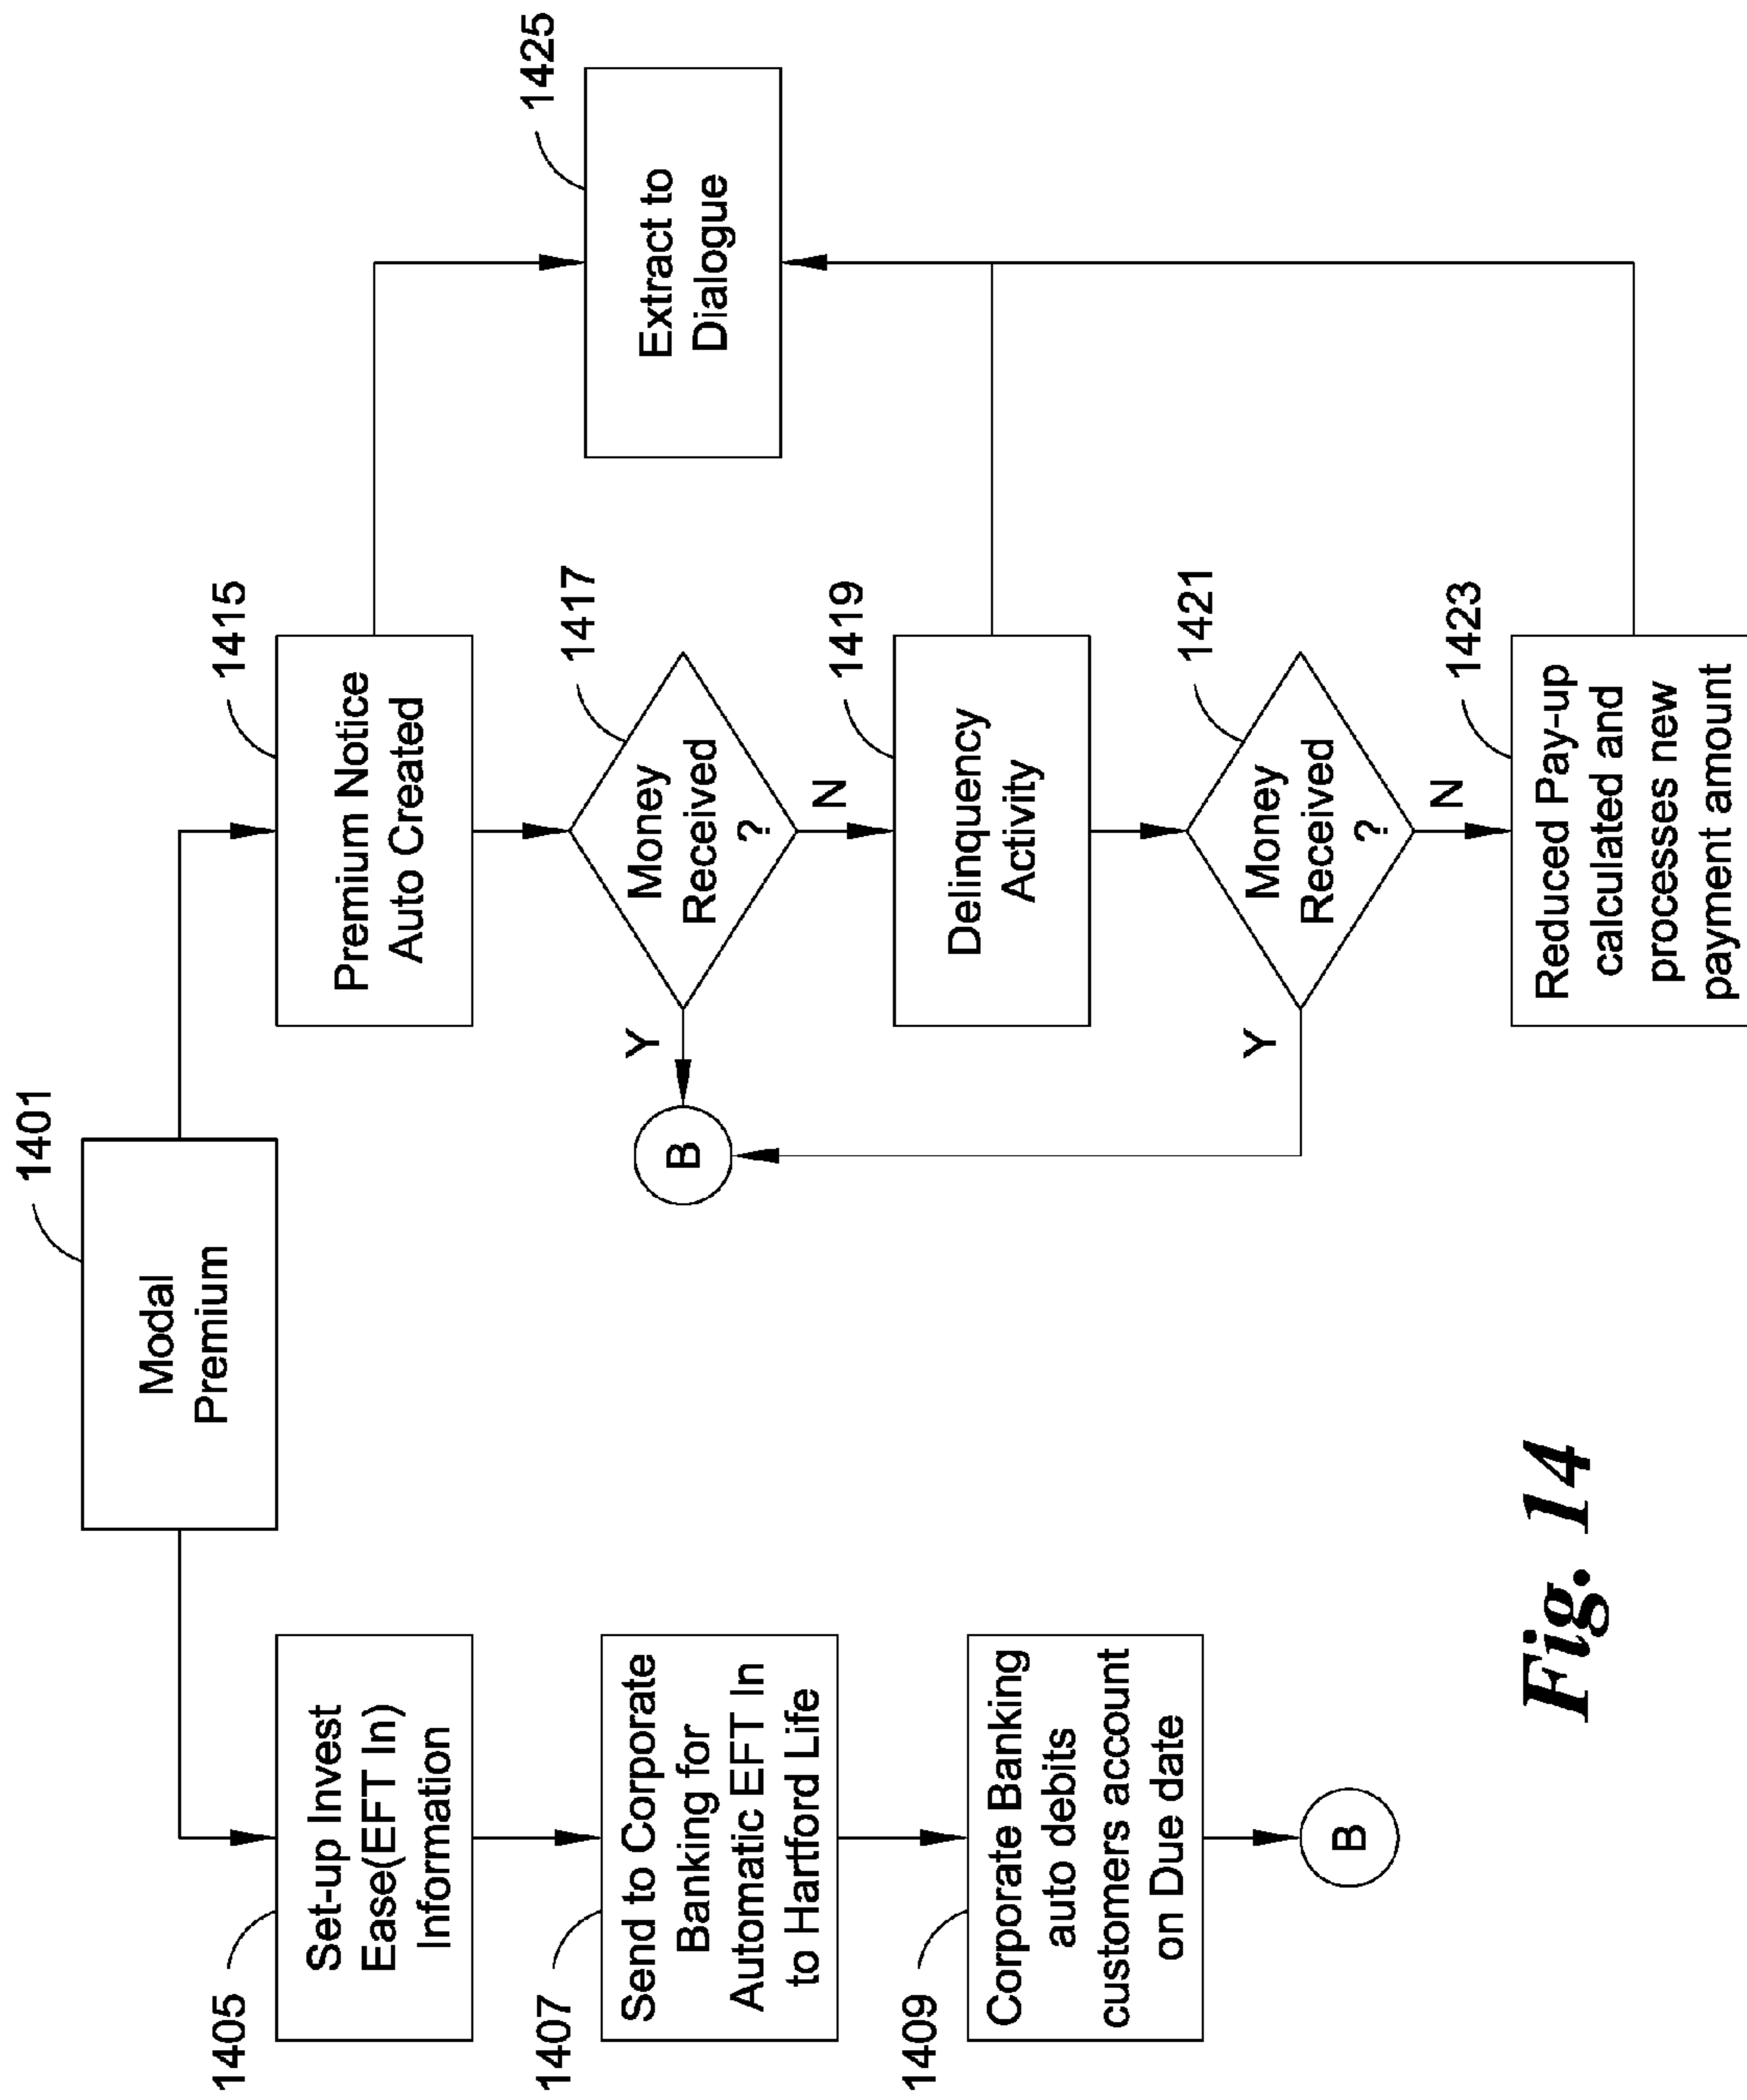 1401
Modal
Premium
1405
Set-up Invest
Ease(EFT In)
Information
1407
Send to Corporate
Banking for
Automatic EFT In
to Hartford Life
1409
Corporate Banking
auto debits
customers account
on Due date
B
1415
Premium Notice
Auto Created
1417
Money
Received
?
Y
B
N
1419
Delinquency
Activity
1421
Money
Received
?
Y
N
1423
Reduced Pay-up
calculated and
processes new
payment amount
1425
Extract to
Dialogue
Fig. 14